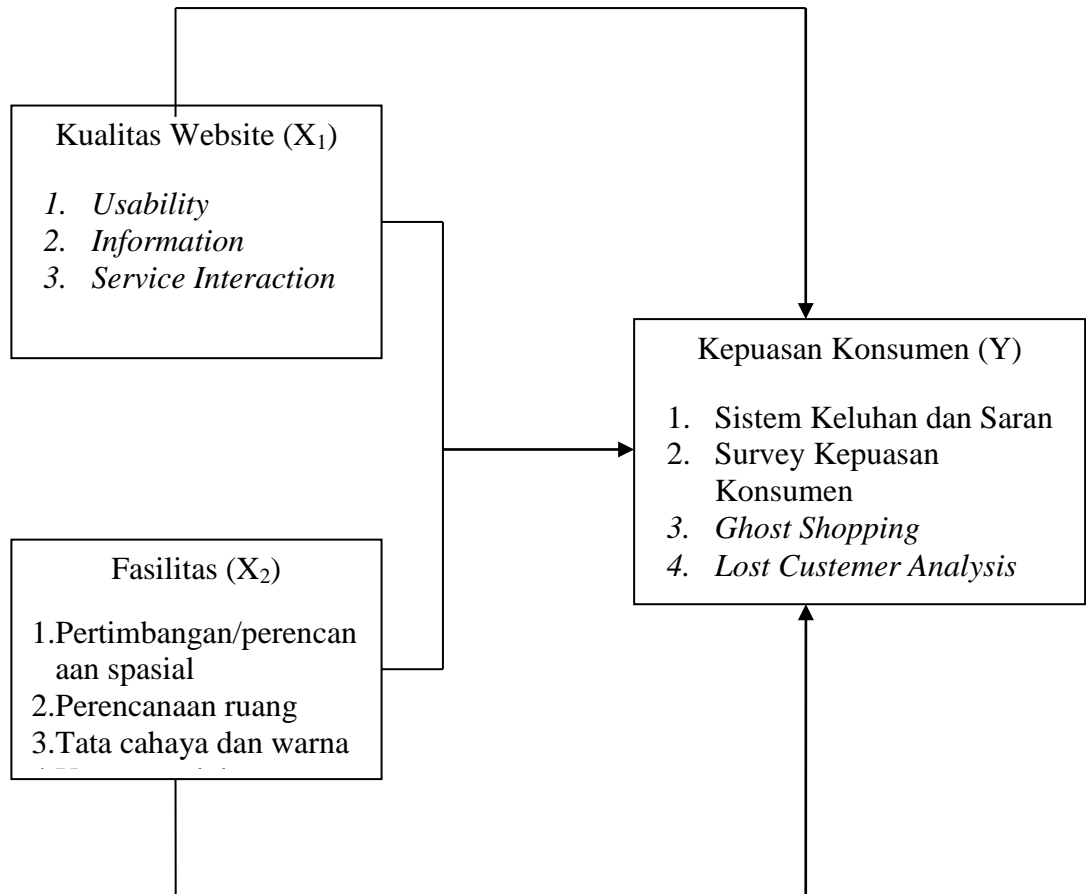 Kualitas Website (X₁)
1. Usability
2. Information
3. Service Interaction
Kepuasan Konsumen (Y)
1. Sistem Keluhan dan Saran
2. Survey Kepuasan
Konsumen
3. Ghost Shopping
4. Lost Custemer Analysis
Fasilitas (X₂)
1.Pertimbangan/perencan
aan spasial
2.Perencanaan ruang
3.Tata cahaya dan warna